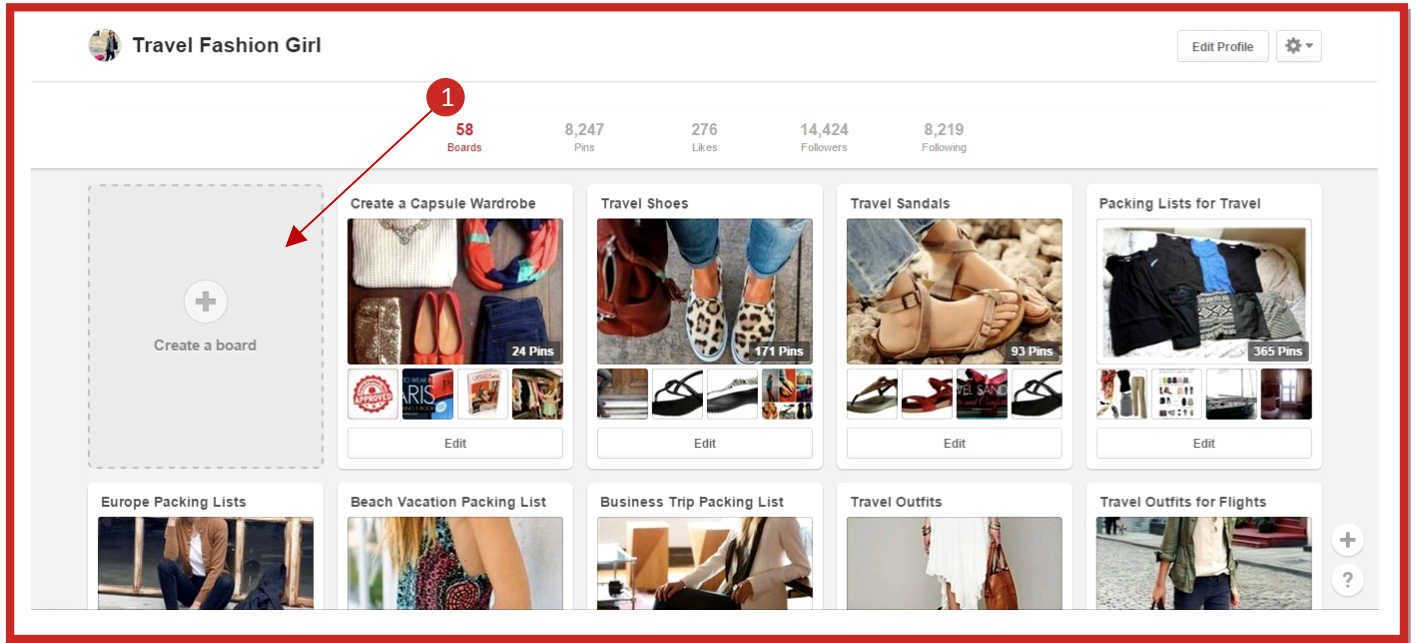 Travel Fashion Girl
Edit Profile
1
58 8,247 276 14,424 8,219
Boards Pins Likes Followers Following
Create a board
Create a Capsule Wardrobe
24 Pins
APPROVED
ARIS
Edit
Travel Shoes
171 Pins
Edit
Travel Sandals
93 Pins
Edit
Packing Lists for Travel
365 Pins
Edit
Europe Packing Lists
Beach Vacation Packing List
Business Trip Packing List
Travel Outfits
Travel Outfits for Flights
+
?